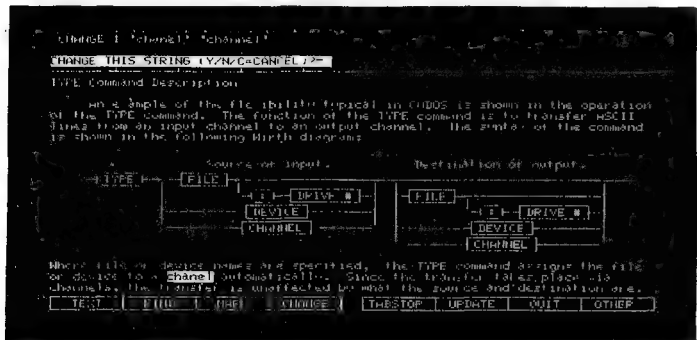 CHANGE 1 "chanel" "channel"
CHANGE THIS STRING (Y/N/C=CANCEL)?
TYPE Command Description
An example of the flexibility typical in CUDOS is shown in the operation
of the TYPE command. The function of the TYPE command is to transfer ASCII
lines from an input channel to an output channel. The syntax of the command
is shown in the following Wirth diagram:
Source or input. Destination or output.
TYPE FILE : DRIVE # FILE : DRIVE #
DEVICE DEVICE
CHANNEL CHANNEL
Where file or device names are specified, the TYPE command assigns the file
or device to a chanel automatically. Since the transfer takes place via
channels, the transfer is unaffected by what the source and destination are.
TEXT FIND CHANGE TABSTOP UPDATE QUIT OTHER